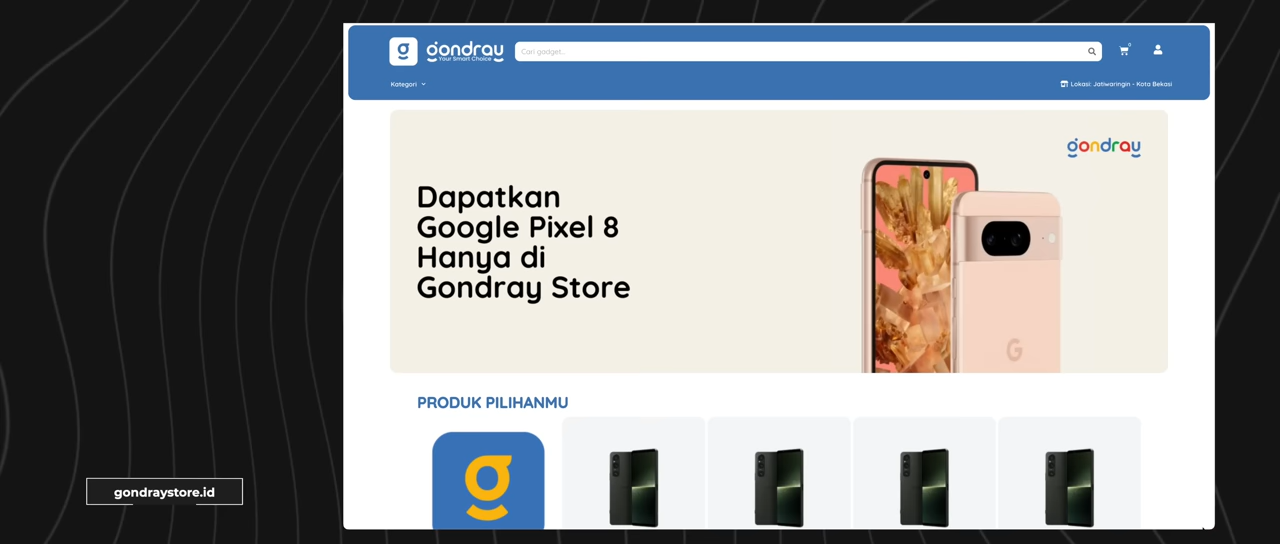 g
gondray
Your Smart Choice
Cari gadget...
0
Kategori
Lokasi: Jatiwaringin - Kota Bekasi
gondray
Dapatkan
Google Pixel 8
Hanya di
Gondray Store
G
PRODUK PILIHANMU
g
gondraystore.id